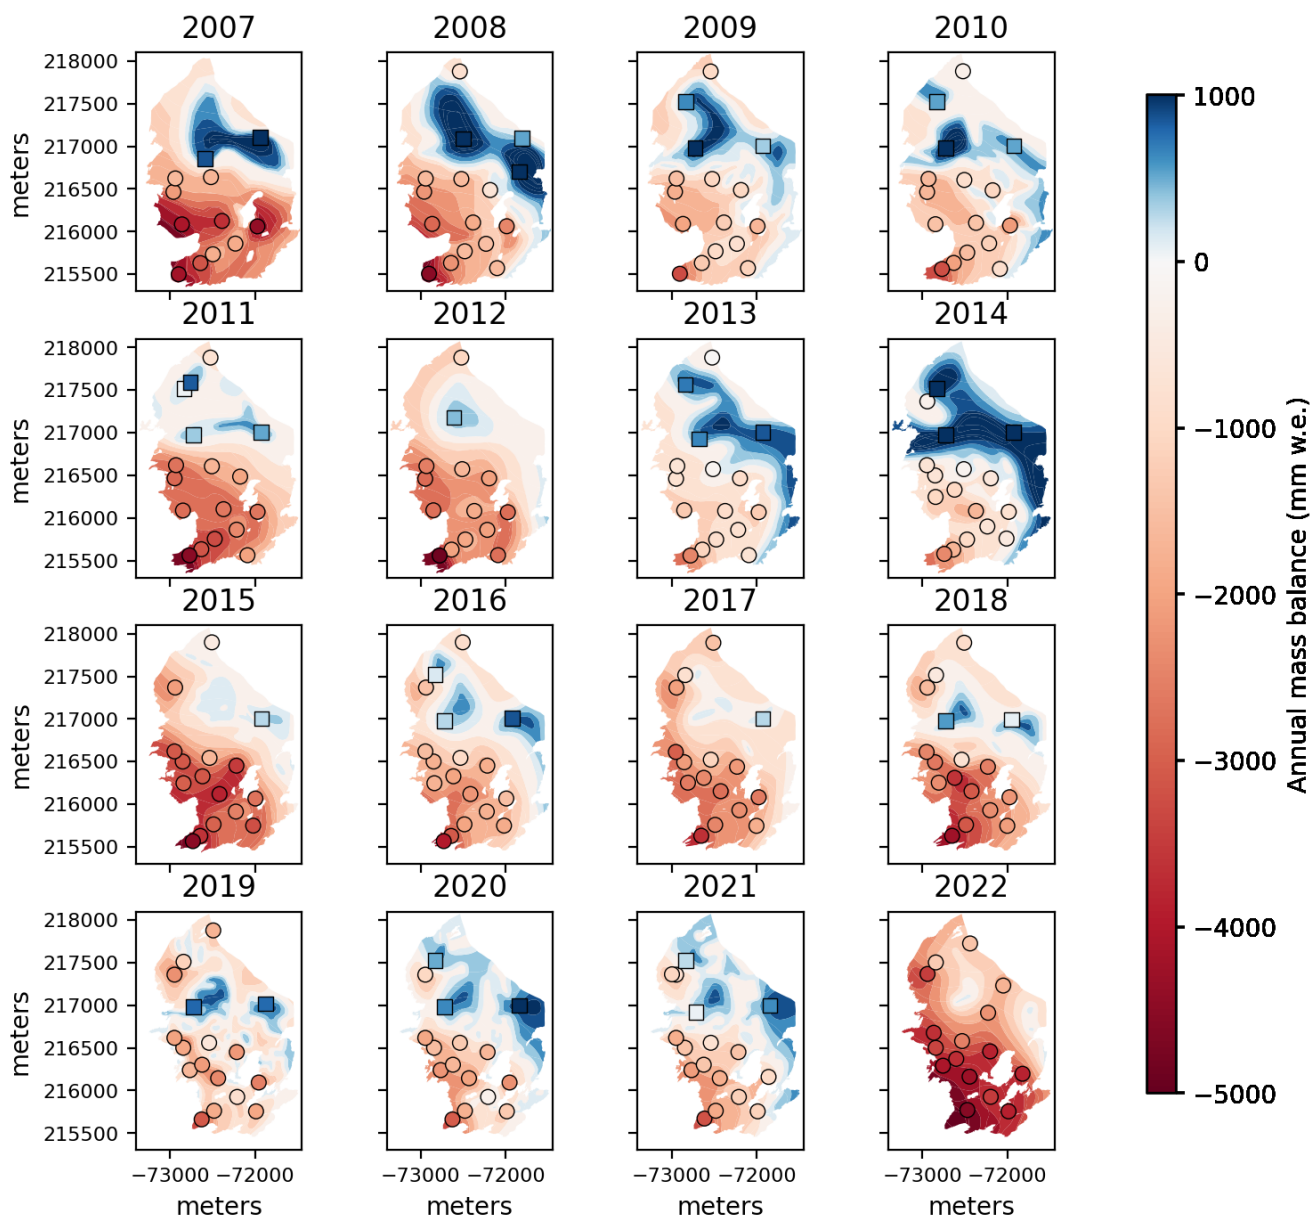 2007 2008 2009 2010
218000
217500
217000
216500
216000
215500
meters
2011 2012 2013 2014
218000
217500
217000
216500
216000
215500
meters
2015 2016 2017 2018
218000
217500
217000
216500
216000
215500
meters
2019 2020 2021 2022
218000
217500
217000
216500
216000
215500
meters
−73000 −72000 −73000 −72000 −73000 −72000 −73000 −72000
meters meters meters meters
1000
0
−1000
−2000
−3000
−4000
−5000
Annual mass balance (mm w.e.)